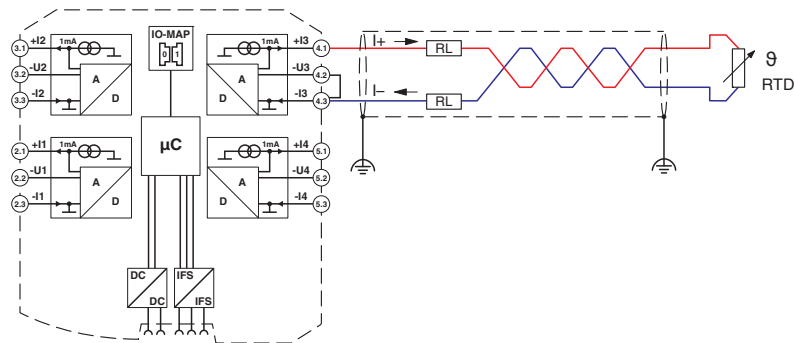 IO-MAP
0 1
3.1 +I2 1mA
3.2 -U2 A
3.3 -I2 D
1mA +I3 4.1
A -U3 4.2
D -I3 4.3
I+ RL
I- RL
ϑ
RTD
µC
2.1 +I1 1mA
2.2 -U1 A
2.3 -I1 D
1mA +I4 5.1
A -U4 5.2
D -I4 5.3
DC
DC
IFS
IFS